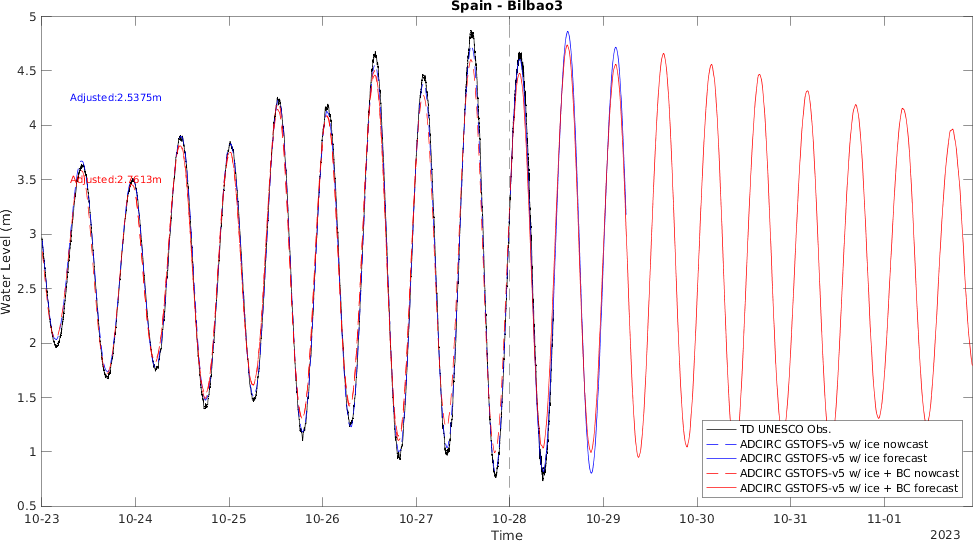 Spain - Bilbao3
5
4.5
4
3.5
3
2.5
2
1.5
1
0.5
Water Level (m)
Adjusted:2.5375m
Adjusted:2.7613m
TD UNESCO Obs.
ADCIRC GSTOFS-v5 w/ ice nowcast
ADCIRC GSTOFS-v5 w/ ice forecast
ADCIRC GSTOFS-v5 w/ ice + BC nowcast
ADCIRC GSTOFS-v5 w/ ice + BC forecast
10-23 10-24 10-25 10-26 10-27 10-28 10-29 10-30 10-31 11-01
Time
2023